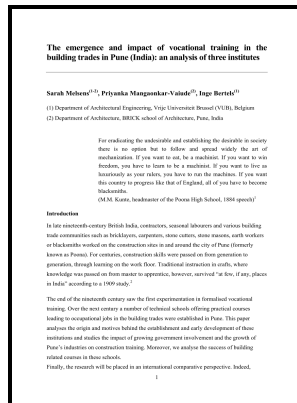 The emergence and impact of vocational training in the
building trades in Pune (India): an analysis of three institutes
Sarah Melsens(1-2), Priyanka Mangaonkar-Vaiude(2), Inge Bertels(1)
(1) Department of Architectural Engineering, Vrije Universiteit Brussel (VUB), Belgium
(2) Department of Architecture, BRICK school of Architecture, Pune, India
For eradicating the undesirable and establishing the desirable in society
there is no option but to follow and spread widely the art of
mechanization. If you want to eat, be a machinist. If you want to win
freedom, you have to learn to be a machinist. If you want to live as
luxuriously as your rulers, you have to run the machines. If you want
this country to progress like that of England, all of you have to become
blacksmiths.
(M.M. Kunte, headmaster of the Poona High School, 1884 speech)1
Introduction
In late nineteenth-century British India, contractors, seasonal labourers and various building
trade communities such as bricklayers, carpenters, stone cutters, stone masons, earth workers
or blacksmiths worked on the construction sites in and around the city of Pune (formerly
known as Poona). For centuries, construction skills were passed on from generation to
generation, through learning on the work floor. Traditional instruction in crafts, where
knowledge was passed on from master to apprentice, however, survived “at few, if any, places
in India” according to a 1909 study.2
The end of the nineteenth century saw the first experimentation in formalised vocational
training. Over the next century a number of technical schools offering practical courses
leading to occupational jobs in the building trades were established in Pune. This paper
analyses the origin and motives behind the establishment and early development of these
institutions and studies the impact of growing government involvement and the growth of
Pune’s industries on construction training. Moreover, we analyse the success of building
related courses in these schools.
Finally, the research will be placed in an international comparative perspective. Indeed,
1